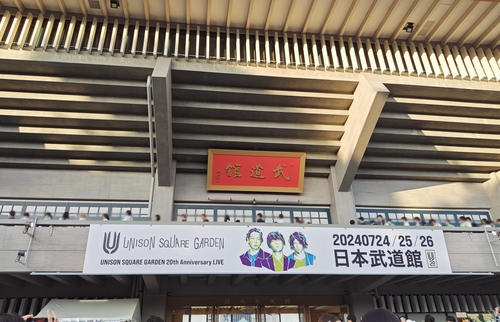 武道館
UNISON SQUARE GARDEN
UNISON SQUARE GARDEN 20th Anniversary LIVE
20240724/25/26
日本武道館